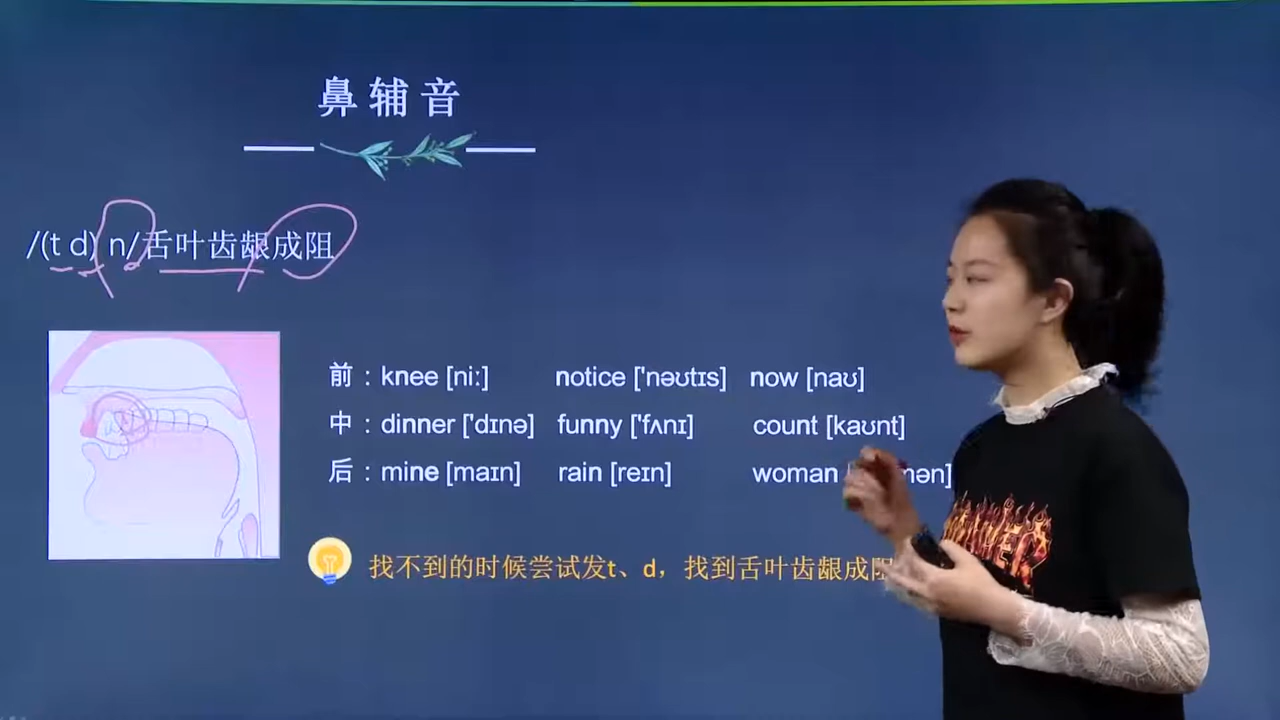 鼻辅音
/(t d) n/舌叶齿龈成阻
前：knee [niː] notice ['nəʊtɪs] now [naʊ]
中：dinner ['dɪnə] funny ['fʌnɪ] count [kaʊnt]
后：mine [maɪn] rain [reɪn] woman
找不到的时候尝试发t、d，找到舌叶齿龈成阻